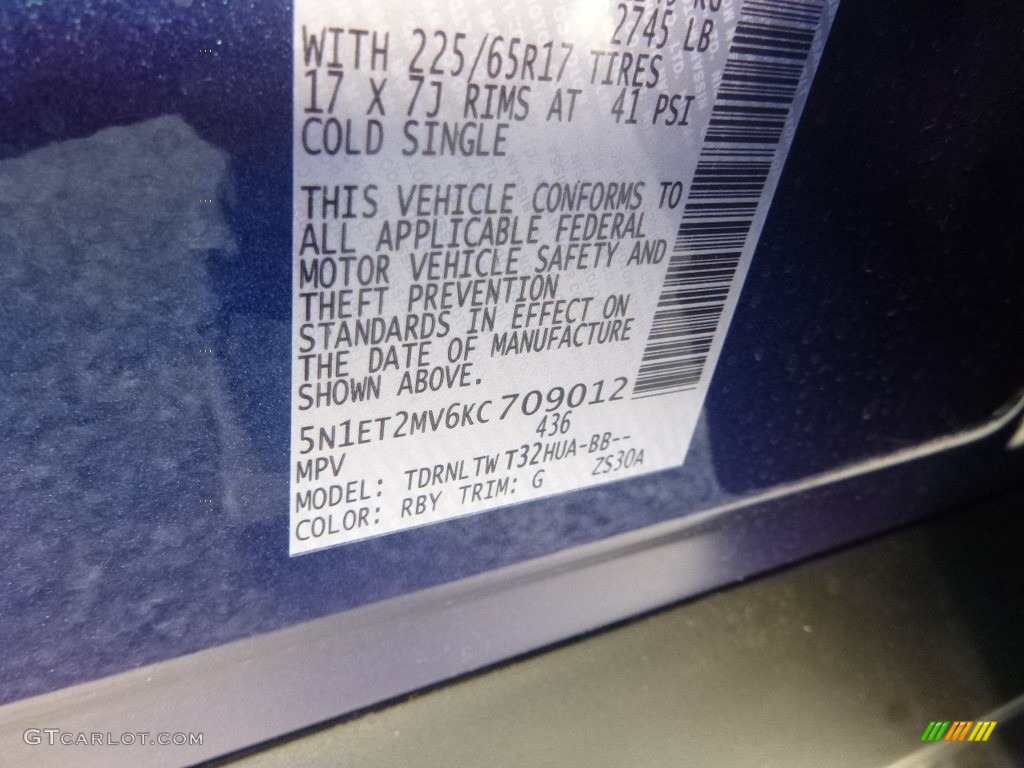 2745 LB
WITH 225/65R17 TIRES
17 X 7J RIMS AT 41 PSI
COLD SINGLE
THIS VEHICLE CONFORMS TO
ALL APPLICABLE FEDERAL
MOTOR VEHICLE SAFETY AND
THEFT PREVENTION
STANDARDS IN EFFECT ON
THE DATE OF MANUFACTURE
SHOWN ABOVE.
5N1ET2MV6KC709012
MPV 436
MODEL: TDRNLTW T32HUA-BB--
COLOR: RBY TRIM: G ZS30A
GTCARLOT.COM